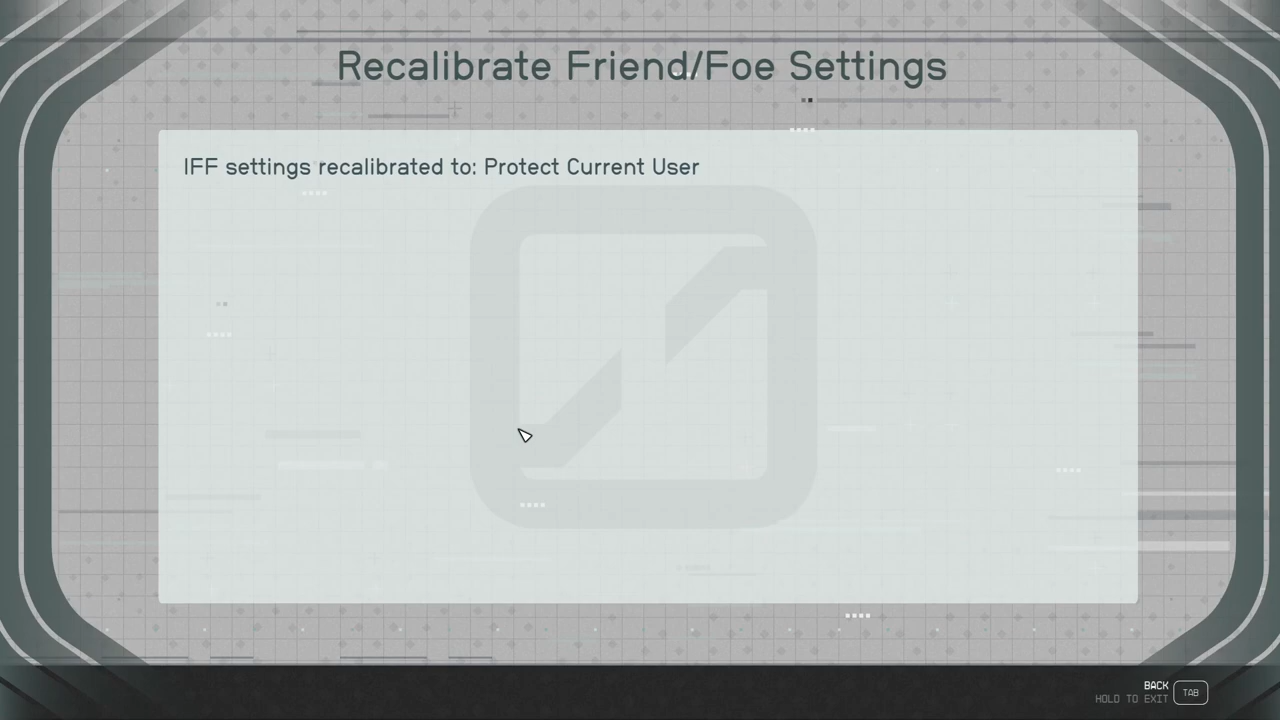 Recalibrate Friend/Foe Settings
IFF settings recalibrated to: Protect Current User
BACK
HOLD TO EXIT
TAB